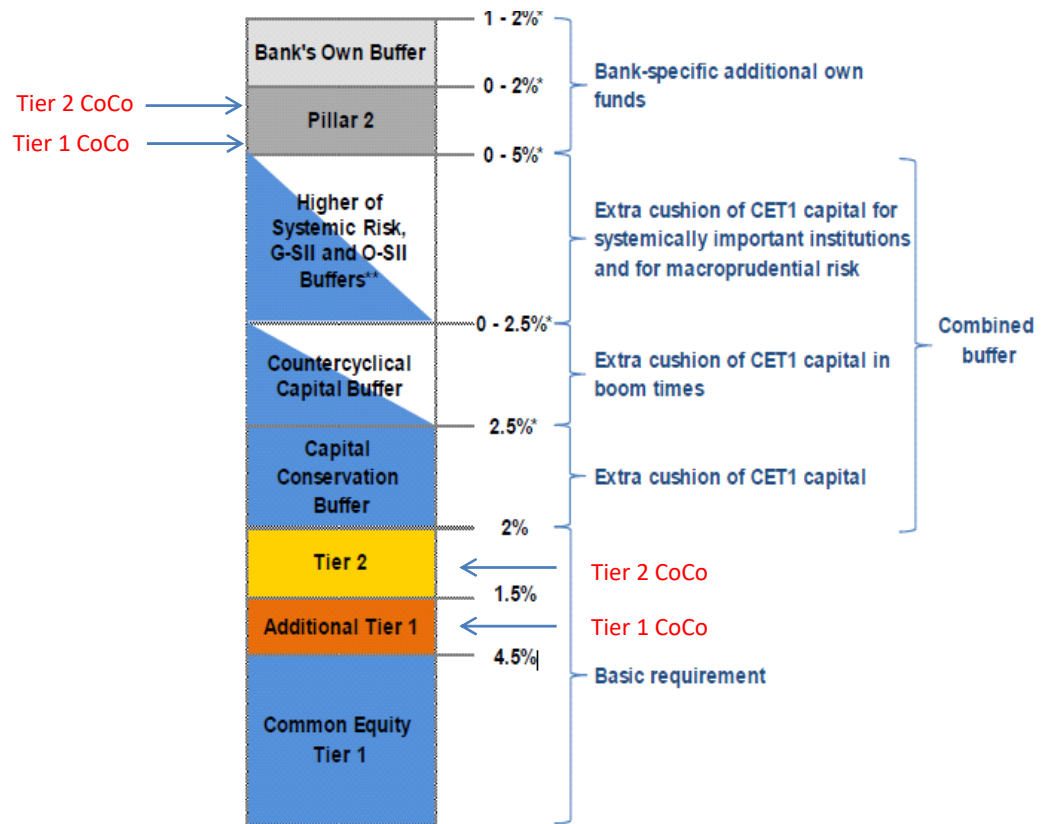 1 - 2%*
Bank's Own Buffer
Bank-specific additional own
funds
0 - 2%*
Tier 2 CoCo
Pillar 2
Tier 1 CoCo
0 - 5%*
Higher of
Systemic Risk,
G-SII and O-SII
Buffers**
Extra cushion of CET1 capital for
systemically important institutions
and for macroprudential risk
0 - 2.5%*
Combined
buffer
Countercyclical
Capital Buffer
Extra cushion of CET1 capital in
boom times
2.5%*
Capital
Conservation
Buffer
Extra cushion of CET1 capital
2%
Tier 2
Tier 2 CoCo
1.5%
Additional Tier 1
Tier 1 CoCo
4.5%
Basic requirement
Common Equity
Tier 1